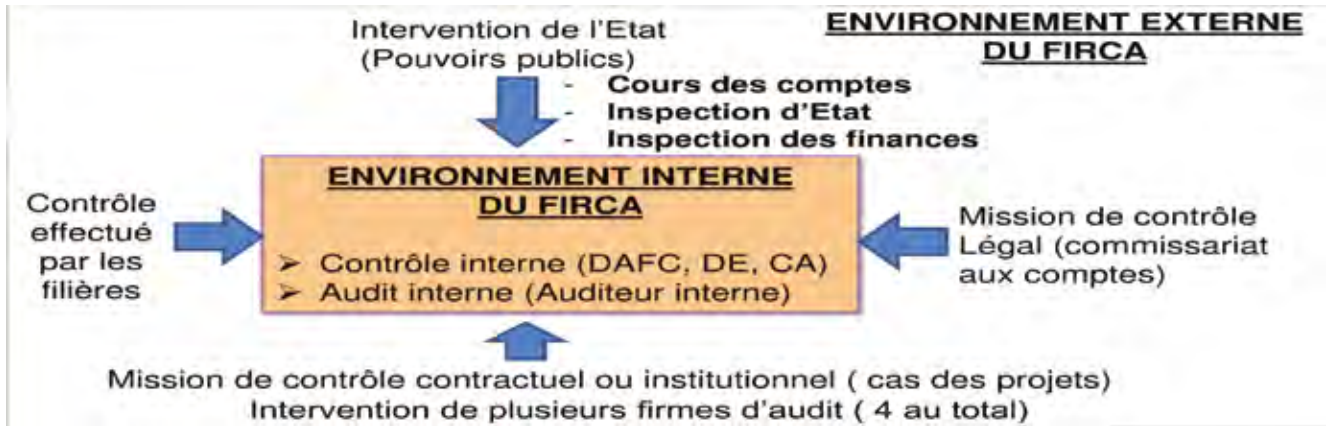 Intervention de l'Etat
(Pouvoirs publics)
ENVIRONNEMENT EXTERNE
DU FIRCA
- Cours des comptes
- Inspection d'Etat
- Inspection des finances
ENVIRONNEMENT INTERNE
DU FIRCA
➢ Contrôle interne (DAFC, DE, CA)
➢ Audit interne (Auditeur interne)
Contrôle
effectué
par les
filières
Mission de contrôle
Légal (commissariat
aux comptes)
Mission de contrôle contractuel ou institutionnel ( cas des projets)
Intervention de plusieurs firmes d'audit ( 4 au total)